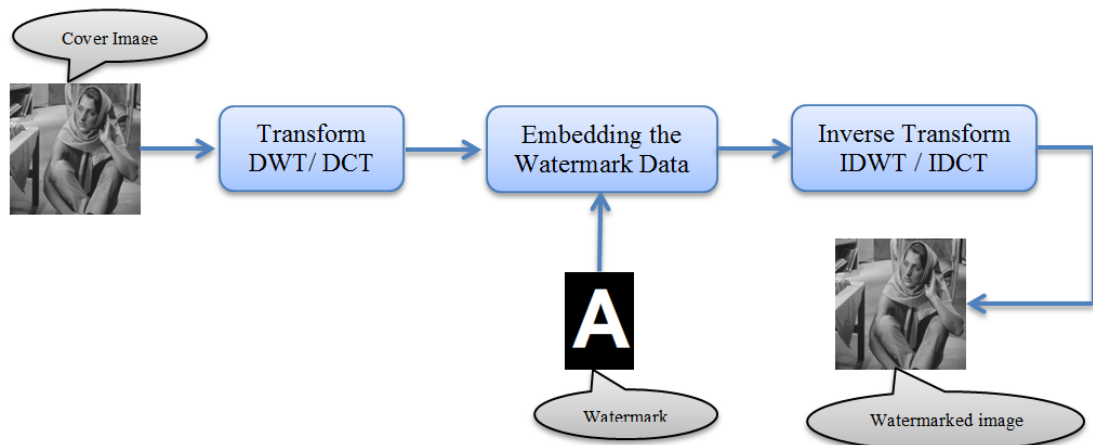 Cover Image
Transform
DWT/ DCT
Embedding the
Watermark Data
Inverse Transform
IDWT / IDCT
A
Watermark
Watermarked image